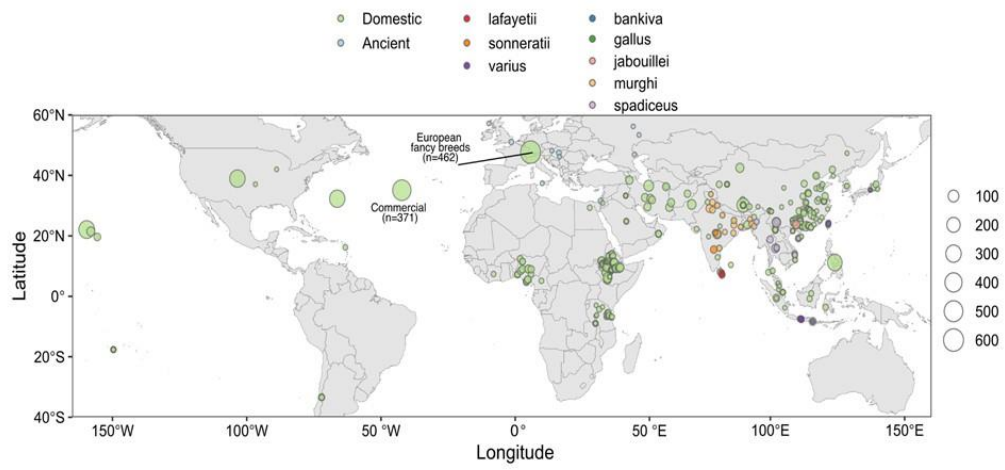 Domestic
Ancient
lafayetii
sonneratii
varius
bankiva
gallus
jabouillei
murghi
spadiceus
60°N
40°N
20°N
0°
20°S
40°S
Latitude
European
fancy breeds
(n=462)
Commercial
(n=371)
100
200
300
400
500
600
150°W
100°W
50°W
0°
50°E
100°E
150°E
Longitude